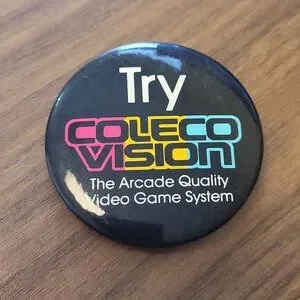 Try
COLECO
VISION
The Arcade Quality
Video Game System